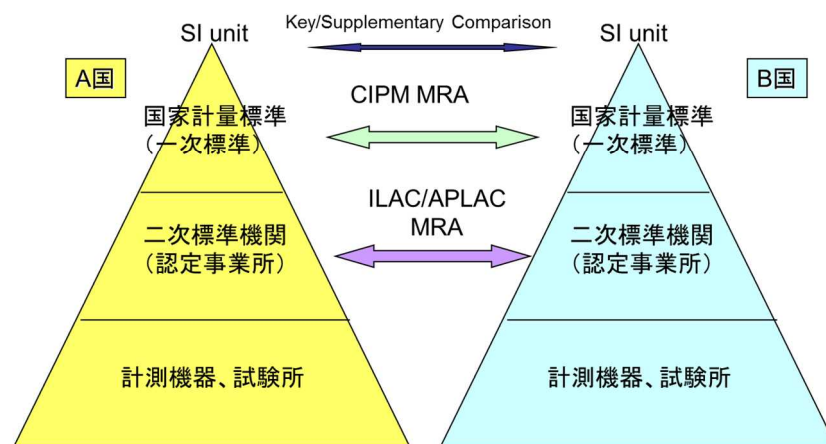 Key/Supplementary Comparison
SI unit
SI unit
A国
B国
CIPM MRA
国家計量標準
(一次標準)
国家計量標準
(一次標準)
ILAC/APLAC
MRA
二次標準機関
(認定事業所)
二次標準機関
(認定事業所)
計測機器、試験所
計測機器、試験所